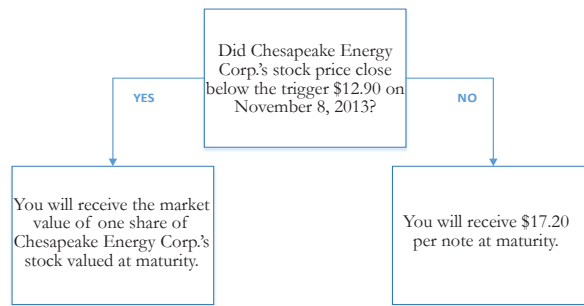 Did Chesapeake Energy
Corp.'s stock price close
below the trigger $12.90 on
November 8, 2013?
YES
NO
You will receive the market
value of one share of
Chesapeake Energy Corp.'s
stock valued at maturity.
You will receive $17.20
per note at maturity.